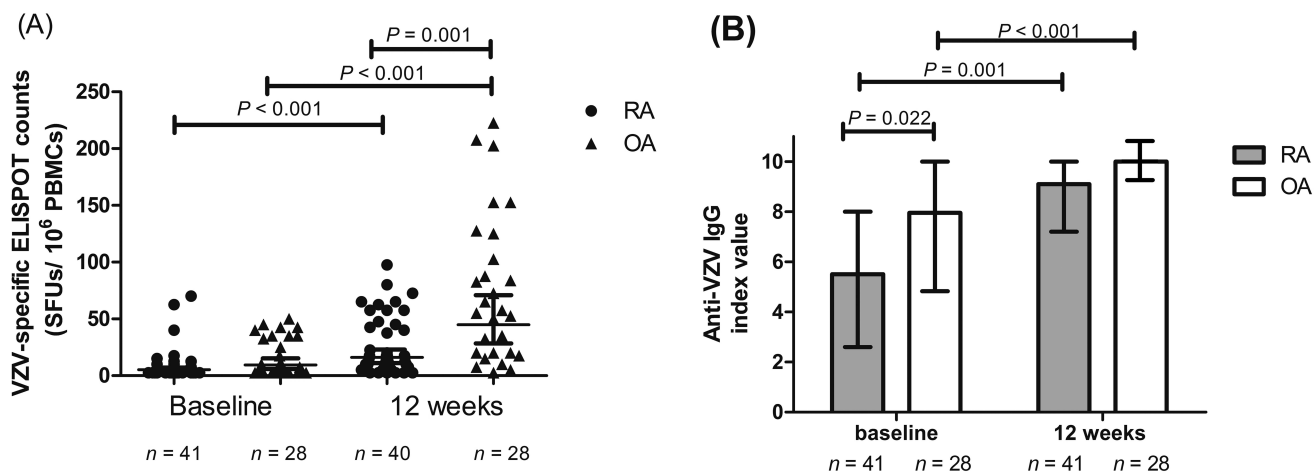 (A)
P = 0.001
P < 0.001
P < 0.001
VZV-specific ELISPOT counts
(SFUs/ 10⁶ PBMCs)
250
200
150
100
50
0
RA
OA
Baseline
12 weeks
n = 41
n = 28
n = 40
n = 28
(B)
P < 0.001
P = 0.001
P = 0.022
Anti-VZV IgG
index value
10
8
6
4
2
0
RA
OA
baseline
12 weeks
n = 41
n = 28
n = 41
n = 28